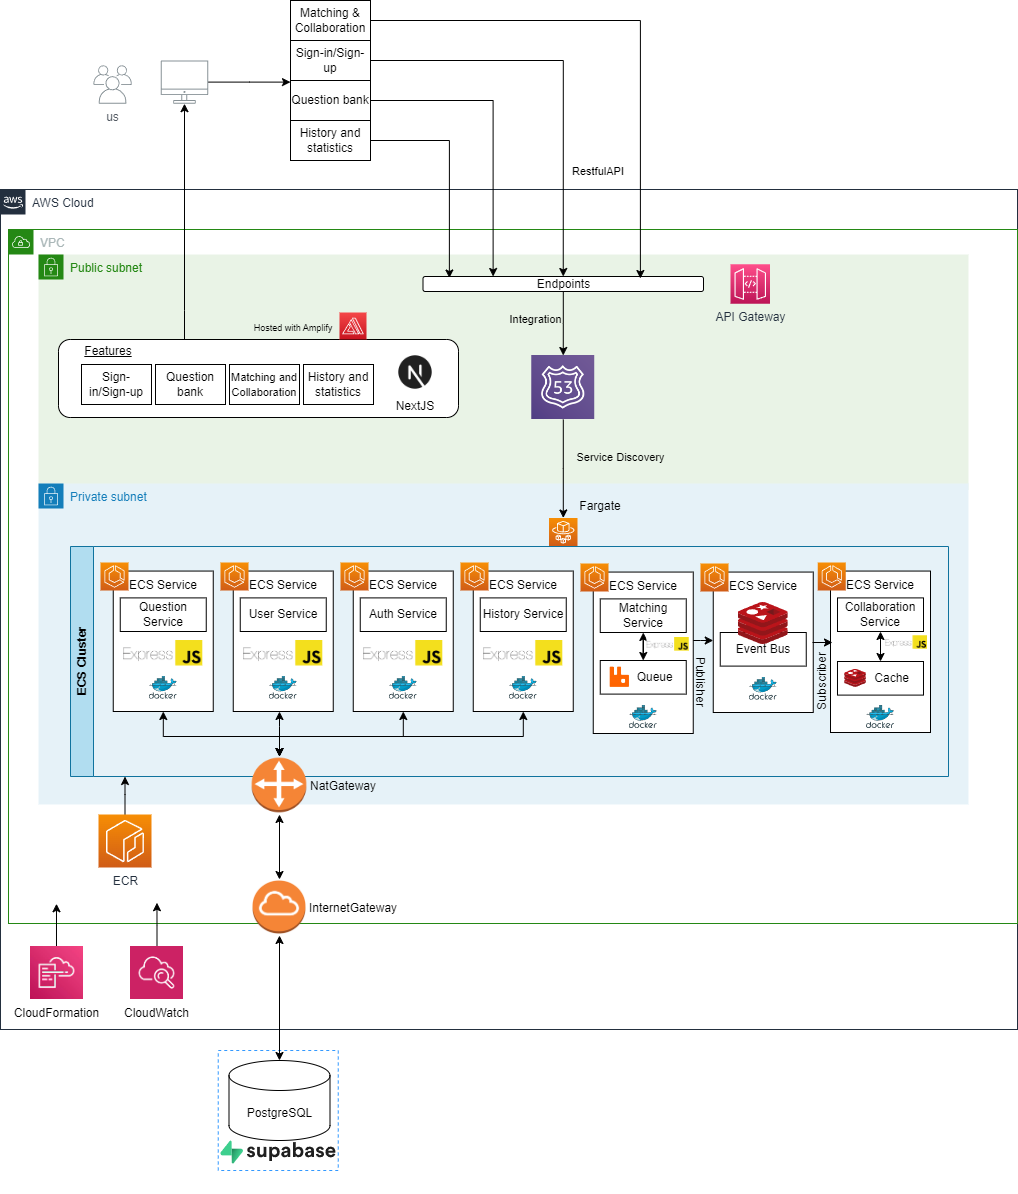 Matching &
Collaboration
Sign-in/Sign-
up
Question bank
History and
statistics
us
RestfulAPI
aws
AWS Cloud
VPC
Public subnet
Endpoints
API Gateway
Integration
Hosted with Amplify
Features
Sign-
in/Sign-up
Question
bank
Matching and
Collaboration
History and
statistics
N
NextJS
53
Service Discovery
Private subnet
Fargate
ECS Cluster
ECS Service
Question
Service
Express
JS
docker
ECS Service
User Service
Express
JS
docker
ECS Service
Auth Service
Express
JS
docker
ECS Service
History Service
Express
JS
docker
ECS Service
Matching
Service
Express
JS
Queue
docker
Publisher
ECS Service
Event Bus
docker
Subscriber
ECS Service
Collaboration
Service
Express
JS
Cache
docker
NatGateway
ECR
InternetGateway
CloudFormation
CloudWatch
PostgreSQL
supabase